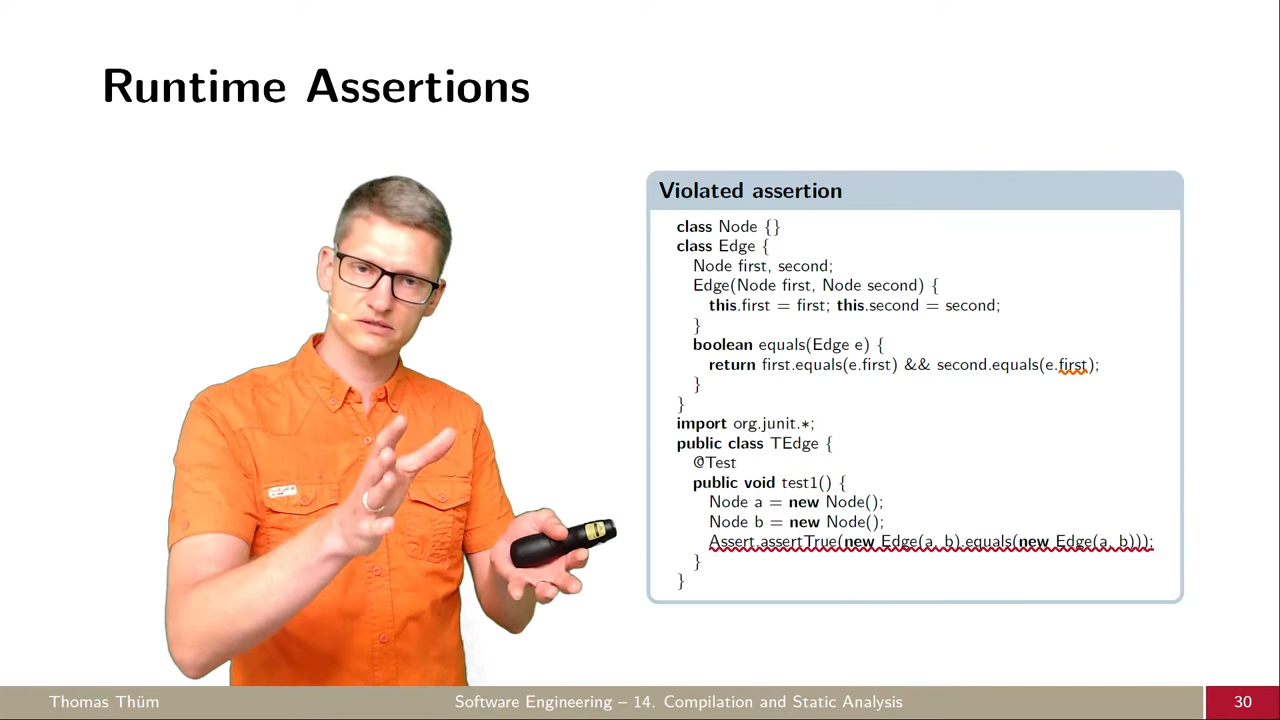 Runtime Assertions
Violated assertion
class Node {}
class Edge {
Node first, second;
Edge(Node first, Node second) {
this.first = first; this.second = second;
}
boolean equals(Edge e) {
return first.equals(e.first) && second.equals(e.first);
}
}
import org.junit.*;
public class TEdge {
@Test
public void test1() {
Node a = new Node();
Node b = new Node();
Assert.assertTrue(new Edge(a, b).equals(new Edge(a, b)));
}
}
Thomas Thüm
Software Engineering – 14. Compilation and Static Analysis
30